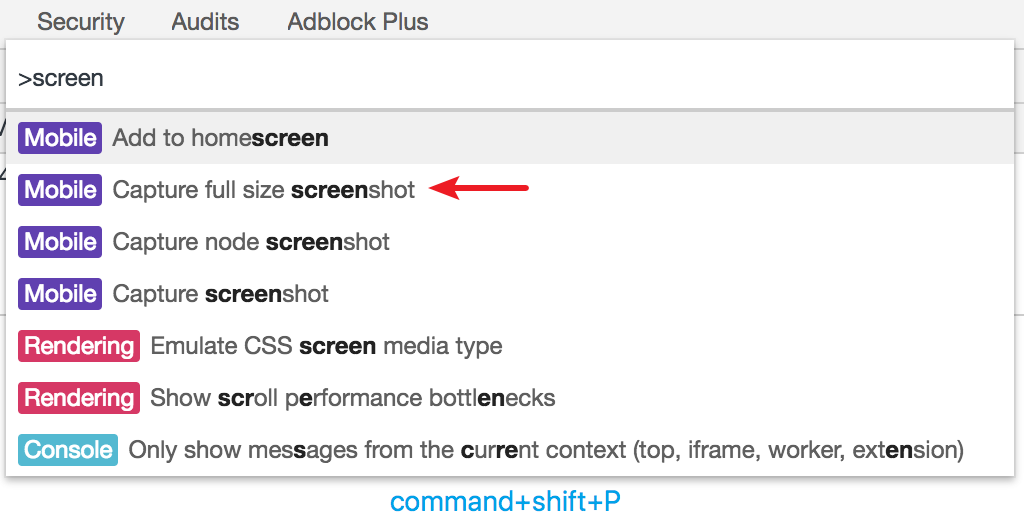 Security Audits Adblock Plus
>screen
Mobile Add to homescreen
Mobile Capture full size screenshot
Mobile Capture node screenshot
Mobile Capture screenshot
Rendering Emulate CSS screen media type
Rendering Show scroll performance bottlenecks
Console Only show messages from the current context (top, iframe, worker, extension)
command+shift+P